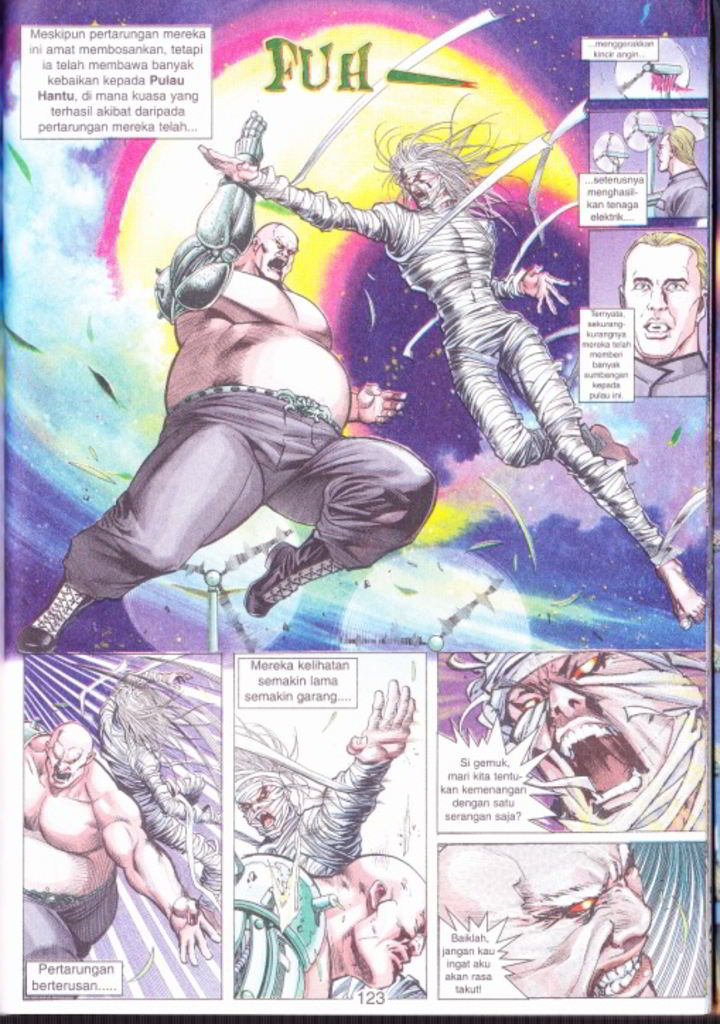 Meskipun pertarungan mereka
ini amat membosankan, tetapi
ia telah membawa banyak
kebaikan kepada Pulau
Hantu, di mana kuasa yang
terhasil akibat daripada
pertarungan mereka telah...
FUH
...menggerakkan
kincir angin...
...seterusnya
menghasil-
kan tenaga
elektrik....
Ternyata,
sekurang-
kurangnya
mereka telah
memberi
banyak
sumbangan
kepada
pulau ini.
Pertarungan
berterusan.....
Mereka kelihatan
semakin lama
semakin garang....
Si gemuk,
mari kita tentu-
kan kemenangan
dengan satu
serangan saja?
Baiklah,
jangan kau
ingat aku
akan rasa
takut!
123